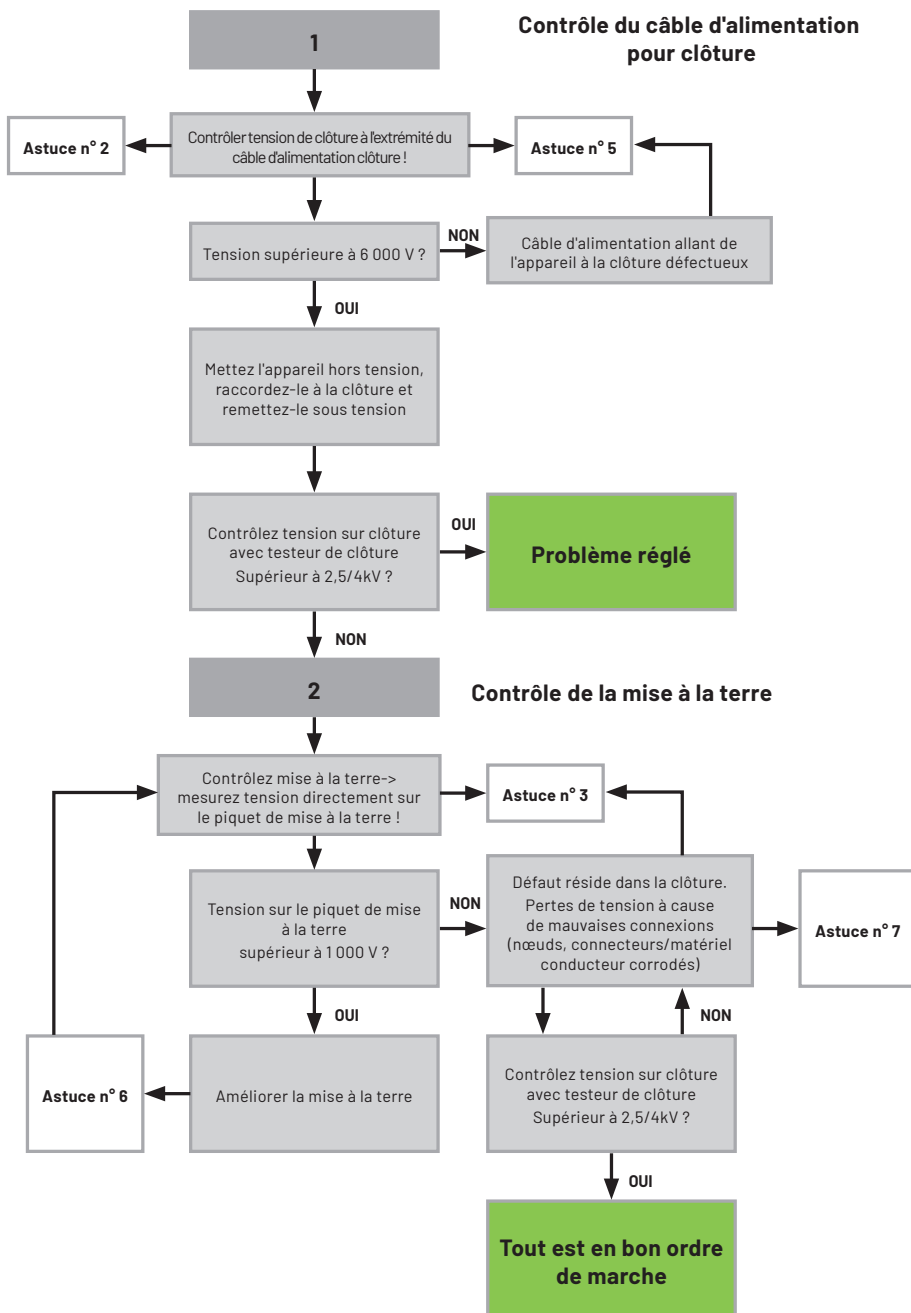 1
Contrôle du câble d'alimentation
pour clôture
Astuce n° 2
Contrôler tension de clôture à l'extrémité du
câble d'alimentation clôture !
Astuce n° 5
Tension supérieure à 6 000 V ?
NON
Câble d'alimentation allant de
l'appareil à la clôture défectueux
OUI
Mettez l'appareil hors tension,
raccordez-le à la clôture et
remettez-le sous tension
Contrôlez tension sur clôture
avec testeur de clôture
Supérieur à 2,5/4kV ?
OUI
Problème réglé
NON
2
Contrôle de la mise à la terre
Contrôlez mise à la terre->
mesurez tension directement sur
le piquet de mise à la terre !
Astuce n° 3
Tension sur le piquet de mise
à la terre
supérieur à 1 000 V ?
NON
Défaut réside dans la clôture.
Pertes de tension à cause
de mauvaises connexions
(nœuds, connecteurs/matériel
conducteur corrodés)
Astuce n° 7
OUI
NON
Astuce n° 6
Améliorer la mise à la terre
Contrôlez tension sur clôture
avec testeur de clôture
Supérieur à 2,5/4kV ?
OUI
Tout est en bon ordre
de marche